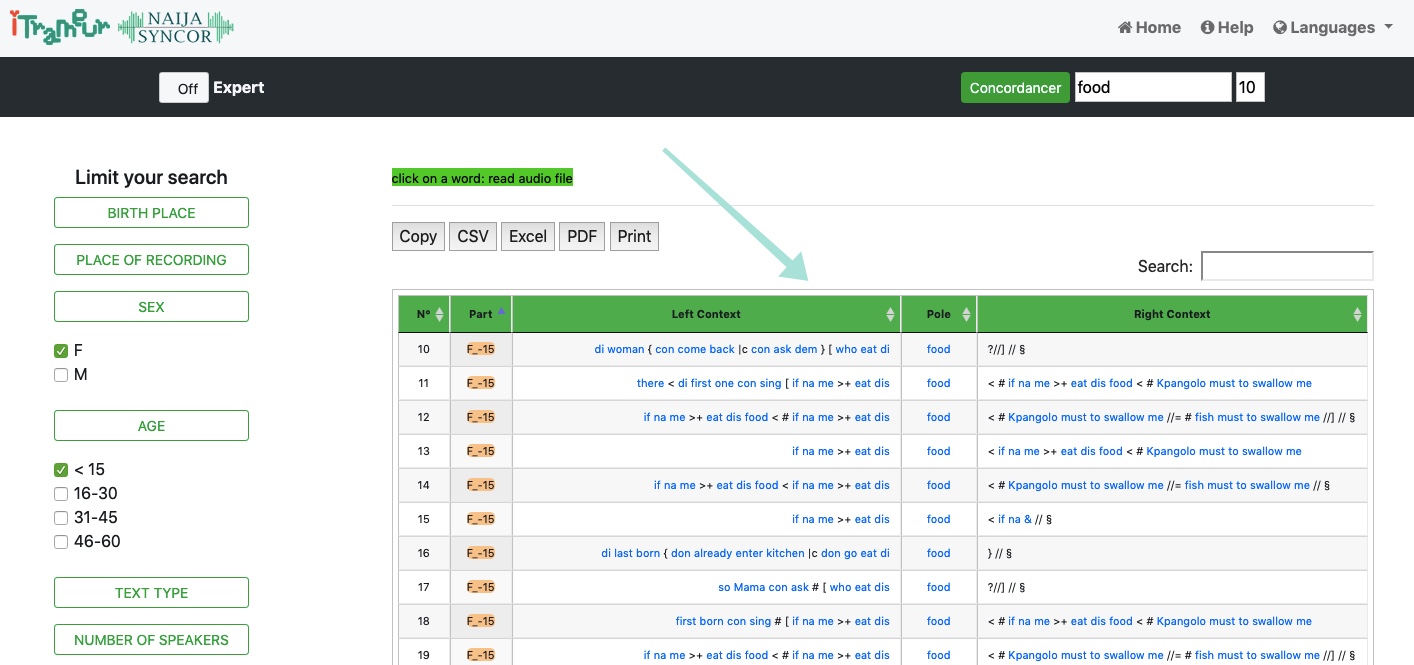 iTrameur NAIJA SYNCOR Home Help Languages
Off Expert Concordancer food 10
Limit your search
BIRTH PLACE
PLACE OF RECORDING
SEX
F
M
AGE
< 15
16-30
31-45
46-60
TEXT TYPE
NUMBER OF SPEAKERS
click on a word: read audio file
Copy CSV Excel PDF Print
Search:
N° Part Left Context Pole Right Context
10 F_-15 di woman { con come back |c con ask dem } [ who eat di food ?//] // §
11 F_-15 there < di first one con sing [ if na me >+ eat dis food < # if na me >+ eat dis food < # Kpangolo must to swallow me
12 F_-15 if na me >+ eat dis food < # if na me >+ eat dis food < # Kpangolo must to swallow me //= # fish must to swallow me //] // §
13 F_-15 if na me >+ eat dis food < if na me >+ eat dis food < # Kpangolo must to swallow me
14 F_-15 if na me >+ eat dis food < if na me >+ eat dis food < # Kpangolo must to swallow me //= fish must to swallow me // §
15 F_-15 if na me >+ eat dis food < if na & // §
16 F_-15 di last born { don already enter kitchen |c don go eat di food } // §
17 F_-15 so Mama con ask # [ who eat dis food ?//] // §
18 F_-15 first born con sing # [ if na me >+ eat dis food < # if na me >+ eat dis food < # Kpangolo must to swallow me
19 F_-15 if na me >+ eat dis food < # if na me >+ eat dis food < # Kpangolo must to swallow me //= # fish must to swallow me //] // §